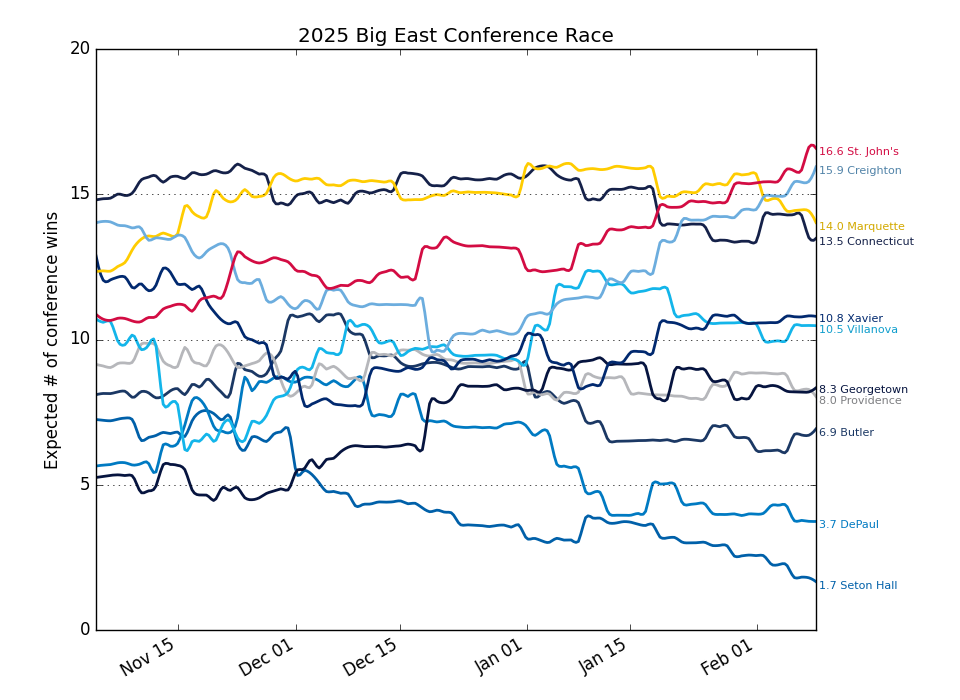 2025 Big East Conference Race
Expected # of conference wins
20
15
10
5
0
Nov 15
Dec 01
Dec 15
Jan 01
Jan 15
Feb 01
16.6 St. John's
15.9 Creighton
14.0 Marquette
13.5 Connecticut
10.8 Xavier
10.5 Villanova
8.3 Georgetown
8.0 Providence
6.9 Butler
3.7 DePaul
1.7 Seton Hall